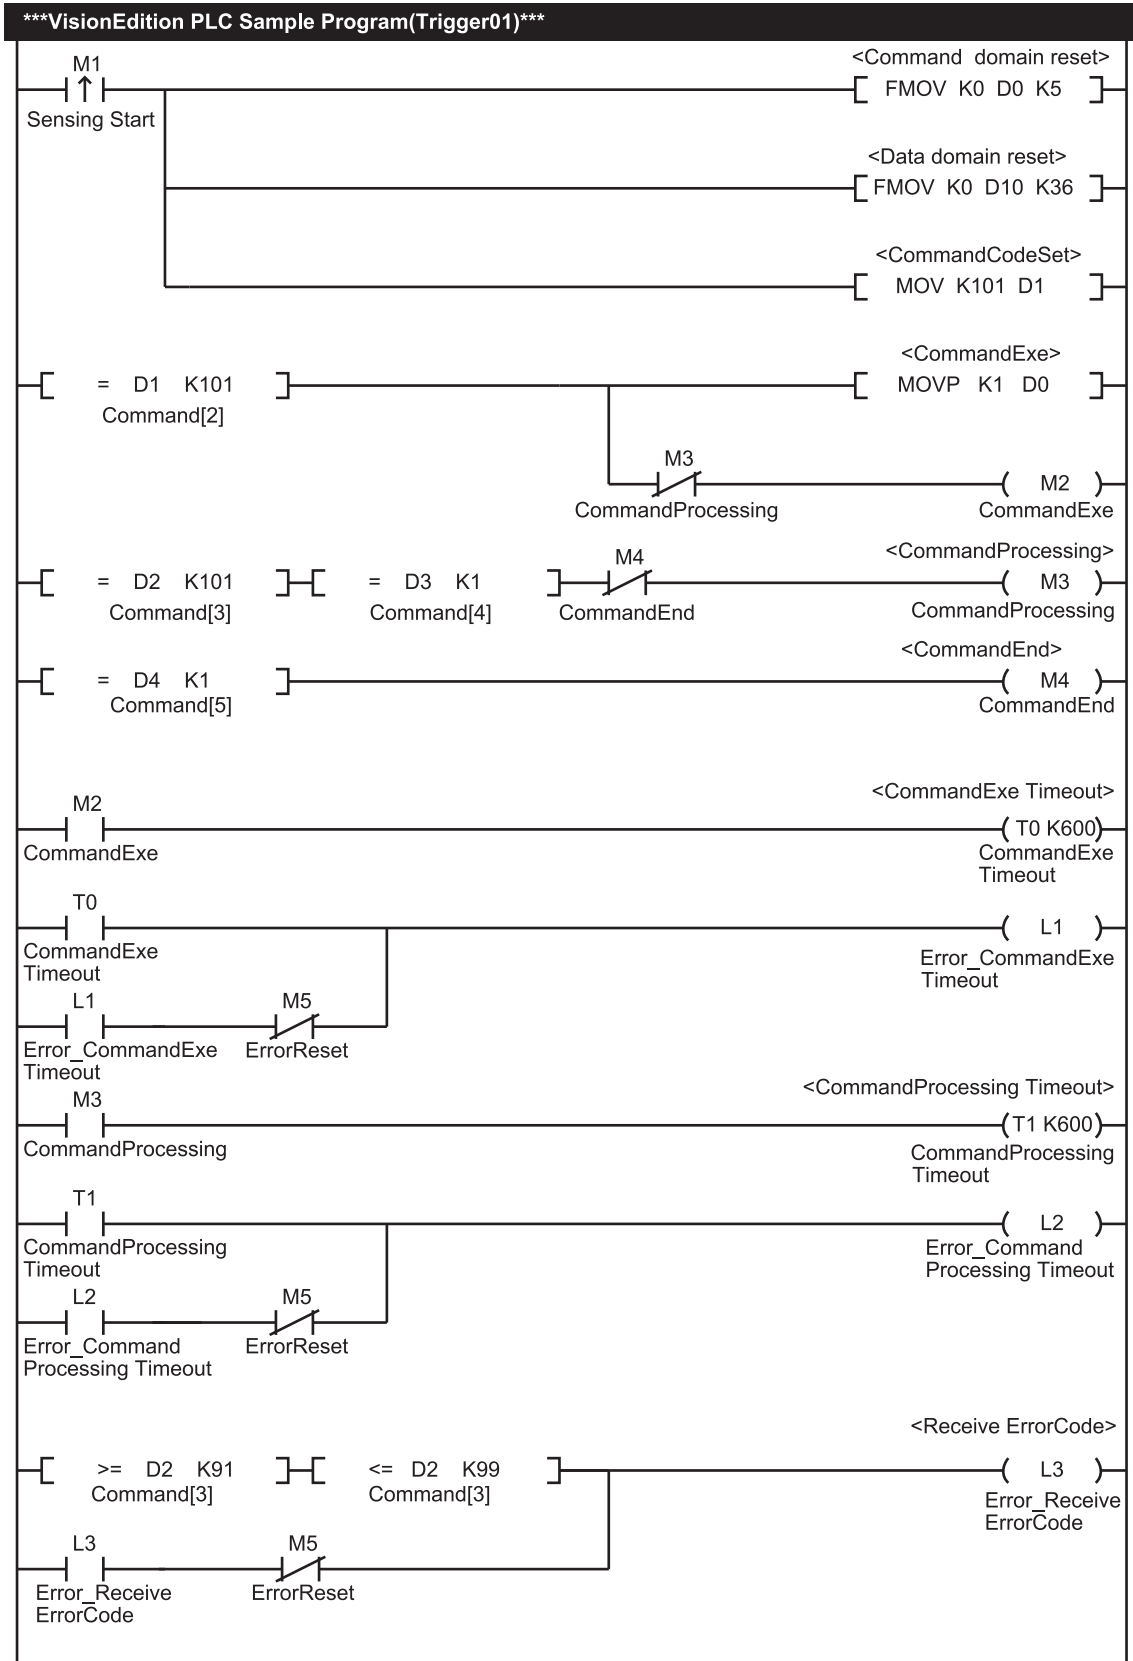 ***VisionEdition PLC Sample Program(Trigger01)***
M1
<Command domain reset>
FMOV K0 D0 K5
Sensing Start
<Data domain reset>
FMOV K0 D10 K36
<CommandCodeSet>
MOV K101 D1
<CommandExe>
= D1 K101
MOVP K1 D0
Command[2]
M3
M2
CommandProcessing
CommandExe
M4
<CommandProcessing>
= D2 K101
= D3 K1
M3
Command[3]
Command[4]
CommandEnd
CommandProcessing
<CommandEnd>
= D4 K1
M4
Command[5]
CommandEnd
M2
<CommandExe Timeout>
T0 K600
CommandExe
CommandExe
Timeout
T0
L1
CommandExe
Timeout
Error_CommandExe
Timeout
L1
M5
Error_CommandExe
Timeout
ErrorReset
M3
<CommandProcessing Timeout>
T1 K600
CommandProcessing
CommandProcessing
Timeout
T1
L2
CommandProcessing
Timeout
Error_Command
Processing Timeout
L2
M5
Error_Command
Processing Timeout
ErrorReset
<Receive ErrorCode>
>= D2 K91
<= D2 K99
L3
Command[3]
Command[3]
Error_Receive
ErrorCode
L3
M5
Error_Receive
ErrorCode
ErrorReset